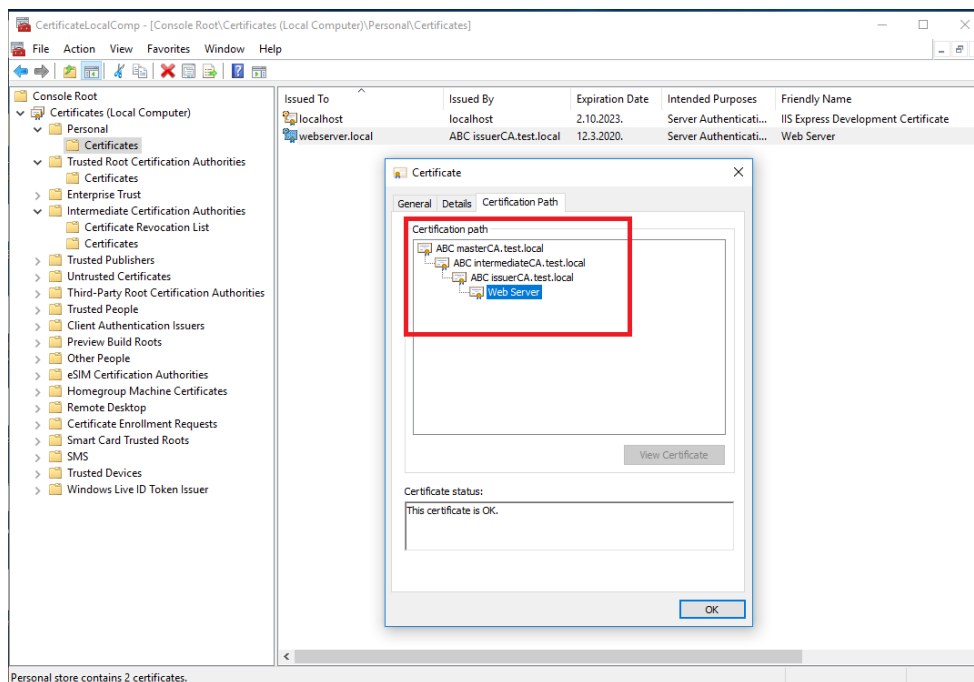 CertificateLocalComp - [Console Root\Certificates (Local Computer)\Personal\Certificates]
File Action View Favorites Window Help
Console Root
Certificates (Local Computer)
Personal
Certificates
Trusted Root Certification Authorities
Certificates
Enterprise Trust
Intermediate Certification Authorities
Certificate Revocation List
Certificates
Trusted Publishers
Untrusted Certificates
Third-Party Root Certification Authorities
Trusted People
Client Authentication Issuers
Preview Build Roots
Other People
eSIM Certification Authorities
Homegroup Machine Certificates
Remote Desktop
Certificate Enrollment Requests
Smart Card Trusted Roots
SMS
Trusted Devices
Windows Live ID Token Issuer
Issued To Issued By Expiration Date Intended Purposes Friendly Name
localhost localhost 2.10.2023. Server Authenticati... IIS Express Development Certificate
webserver.local ABC issuerCA.test.local 12.3.2020. Server Authenticati... Web Server
Certificate
General Details Certification Path
Certification path
ABC masterCA.test.local
ABC intermediateCA.test.local
ABC issuerCA.test.local
Web Server
View Certificate
Certificate status:
This certificate is OK.
OK
Personal store contains 2 certificates.